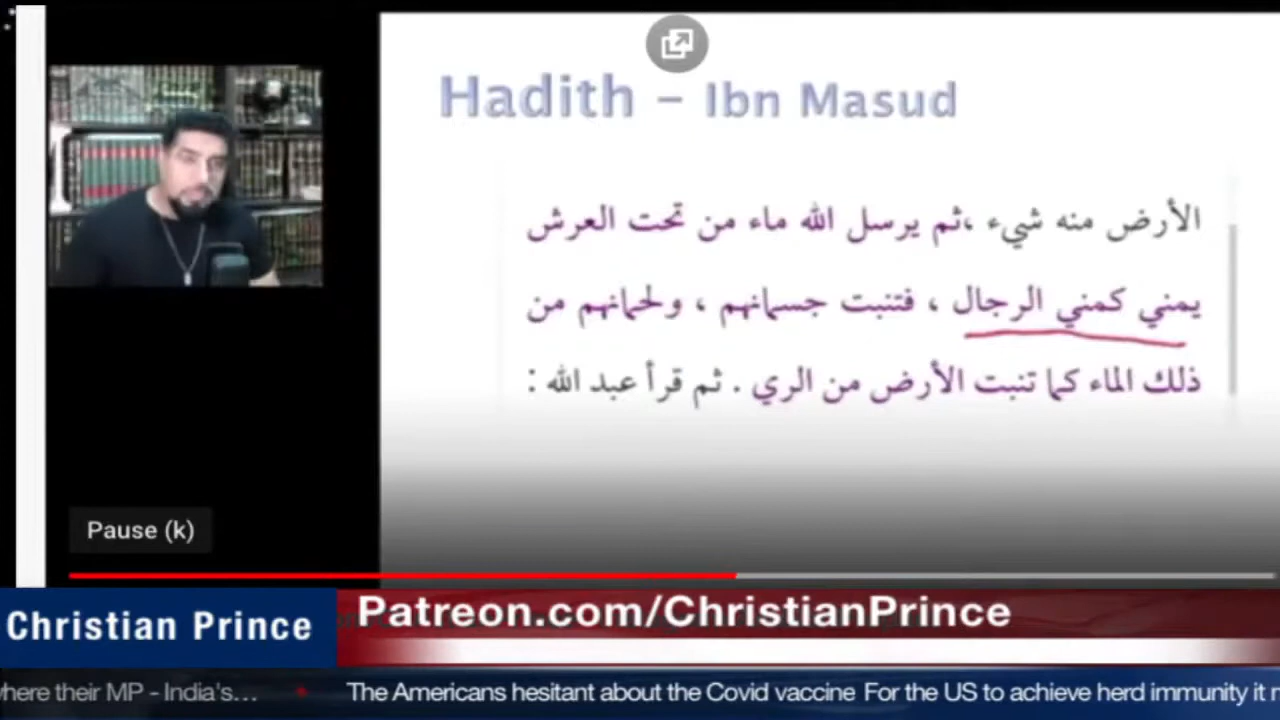 Hadith - Ibn Masud
الأرض منه شيء ،ثم يرسل الله ماء من تحت العرش
يمني كمني الرجال ، فتنبت جسمانهم ، ولحمانهم من
ذلك الماء كما تنبت الأرض من الري . ثم قرأ عبد الله :
Pause (k)
Christian Prince
Patreon.com/ChristianPrince
where their MP - India's... • The Americans hesitant about the Covid vaccine For the US to achieve herd immunity it